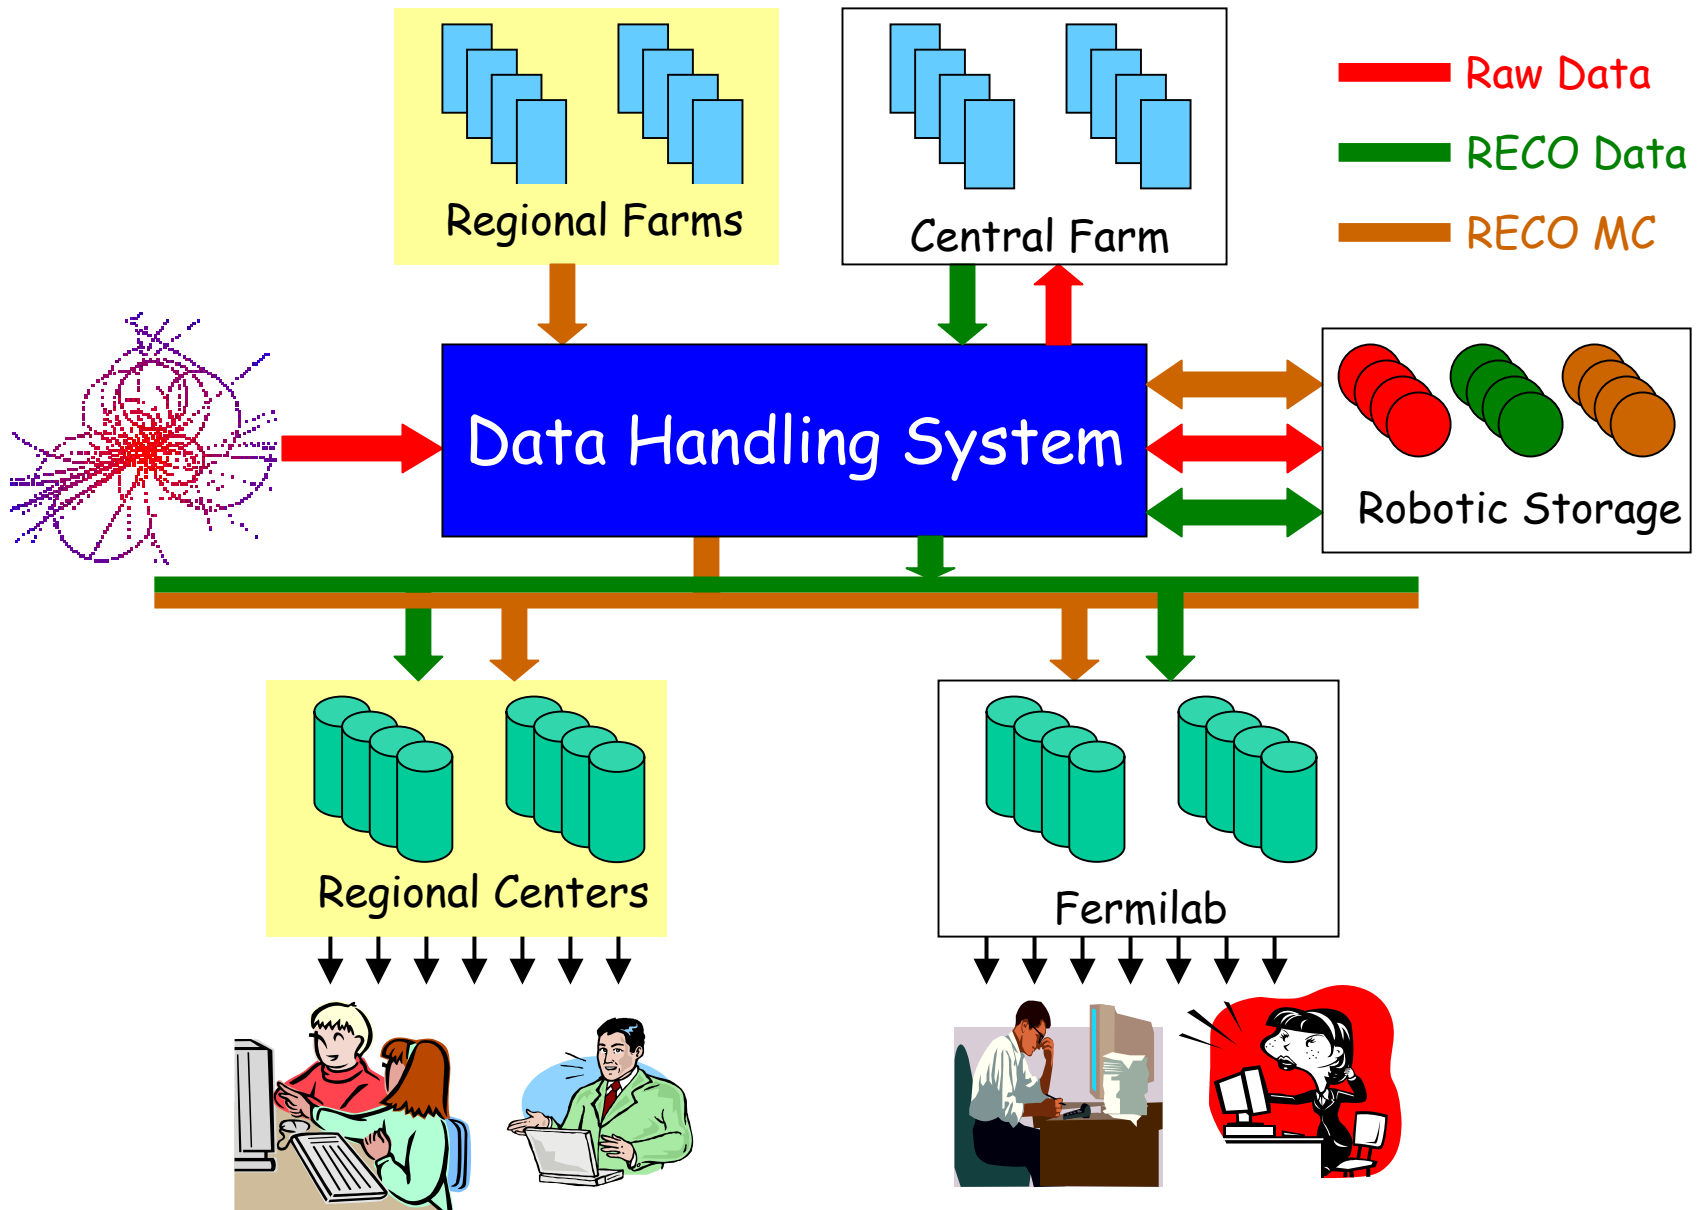 Raw Data
RECO Data
RECO MC
Regional Farms
Central Farm
Data Handling System
Robotic Storage
Regional Centers
Fermilab